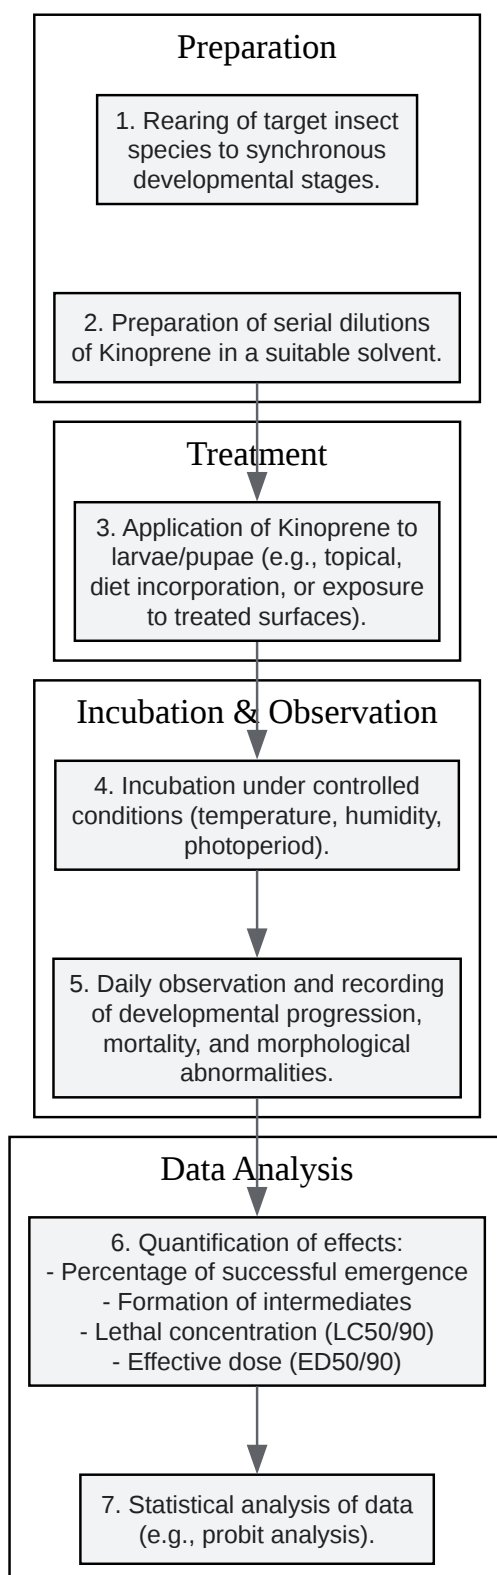 Preparation
1. Rearing of target insect
species to synchronous
developmental stages.
2. Preparation of serial dilutions
of Kinoprene in a suitable solvent.
Treatment
3. Application of Kinoprene to
larvae/pupae (e.g., topical,
diet incorporation, or exposure
to treated surfaces).
Incubation & Observation
4. Incubation under controlled
conditions (temperature, humidity,
photoperiod).
5. Daily observation and recording
of developmental progression,
mortality, and morphological
abnormalities.
Data Analysis
6. Quantification of effects:
- Percentage of successful emergence
- Formation of intermediates
- Lethal concentration (LC50/90)
- Effective dose (ED50/90)
7. Statistical analysis of data
(e.g., probit analysis).